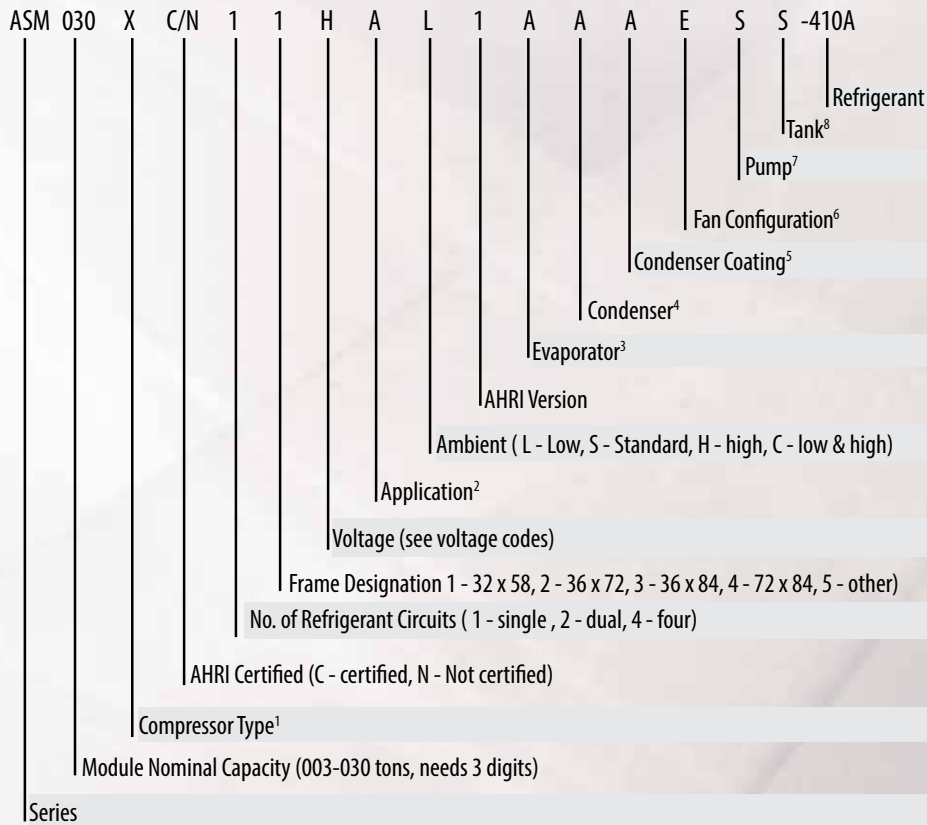 ASM 030 X C/N 1 1 H A L 1 A A A E S S -410A
Refrigerant
Tank⁸
Pump⁷
Fan Configuration⁶
Condenser Coating⁵
Condenser⁴
Evaporator³
AHRI Version
Ambient ( L - Low, S - Standard, H - high, C - low & high)
Application²
Voltage (see voltage codes)
Frame Designation 1 - 32 x 58, 2 - 36 x 72, 3 - 36 x 84, 4 - 72 x 84, 5 - other)
No. of Refrigerant Circuits ( 1 - single , 2 - dual, 4 - four)
AHRI Certified (C - certified, N - Not certified)
Compressor Type¹
Module Nominal Capacity (003-030 tons, needs 3 digits)
Series